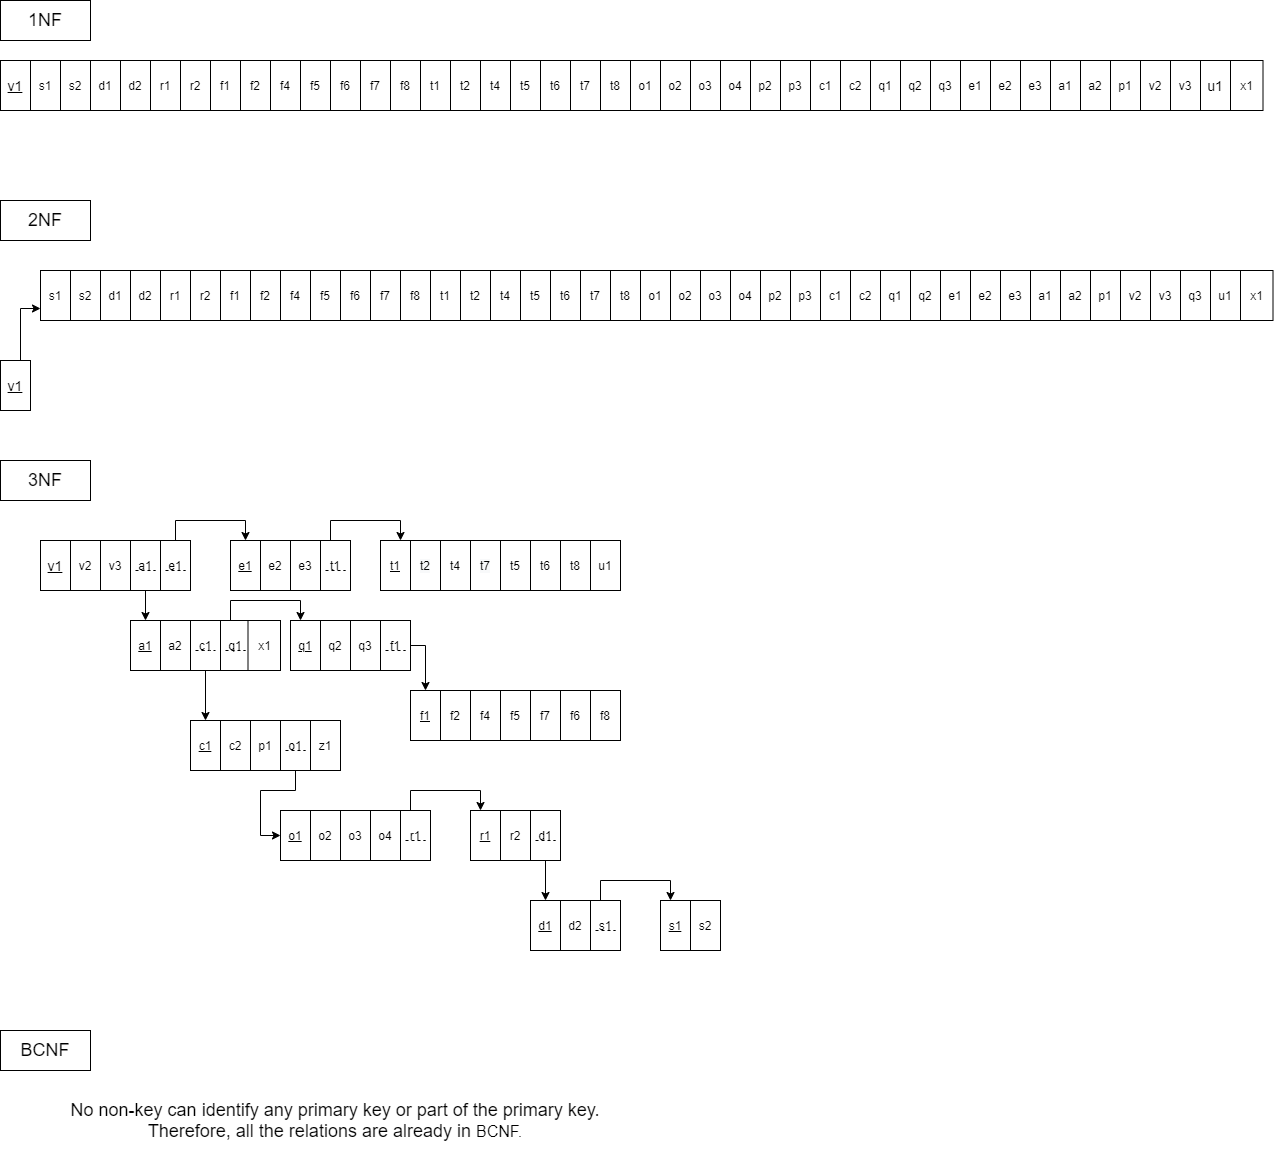 1NF
v1 s1 s2 d1 d2 r1 r2 f1 f2 f4 f5 f6 f7 f8 t1 t2 t4 t5 t6 t7 t8 o1 o2 o3 o4 p2 p3 c1 c2 q1 q2 q3 e1 e2 e3 a1 a2 p1 v2 v3 u1 x1
2NF
s1 s2 d1 d2 r1 r2 f1 f2 f4 f5 f6 f7 f8 t1 t2 t4 t5 t6 t7 t8 o1 o2 o3 o4 p2 p3 c1 c2 q1 q2 e1 e2 e3 a1 a2 p1 v2 v3 q3 u1 x1
v1
3NF
v1 v2 v3 a1 e1 e1 e2 e3 t1 t1 t2 t4 t7 t5 t6 t8 u1
a1 a2 c1 q1 x1 q1 q2 q3 f1
f1 f2 f4 f5 f7 f6 f8
c1 c2 p1 o1 z1
o1 o2 o3 o4 r1 r1 r2 d1
d1 d2 s1 s1 s2
BCNF
No non-key can identify any primary key or part of the primary key.
Therefore, all the relations are already in BCNF.